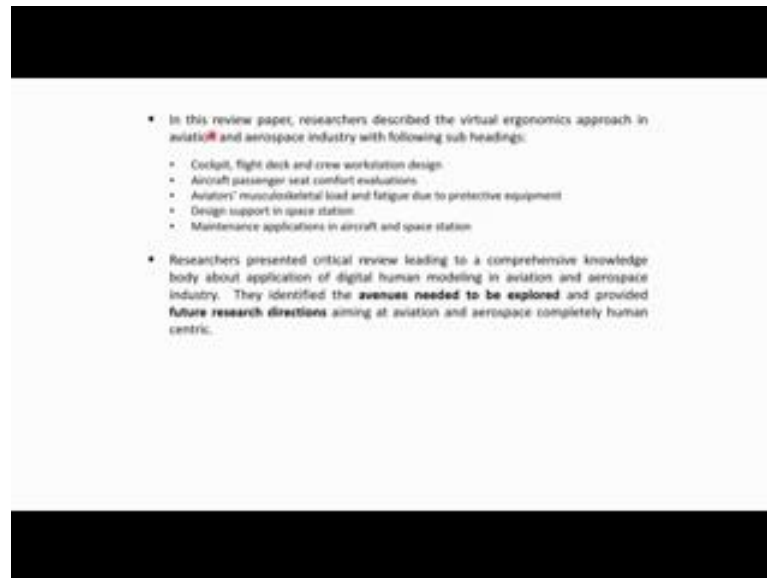 In this review paper, researchers described the virtual ergonomics approach in
aviation and aerospace industry with following sub headings:
Cockpit, flight deck and crew workstation design
Aircraft passenger seat comfort evaluations
Aviators' musculoskeletal load and fatigue due to protective equipment
Design support in space station
Maintenance applications in aircraft and space station
Researchers presented critical review leading to a comprehensive knowledge
body about application of digital human modeling in aviation and aerospace
industry. They identified the avenues needed to be explored and provided
future research directions aiming at aviation and aerospace completely human
centric.